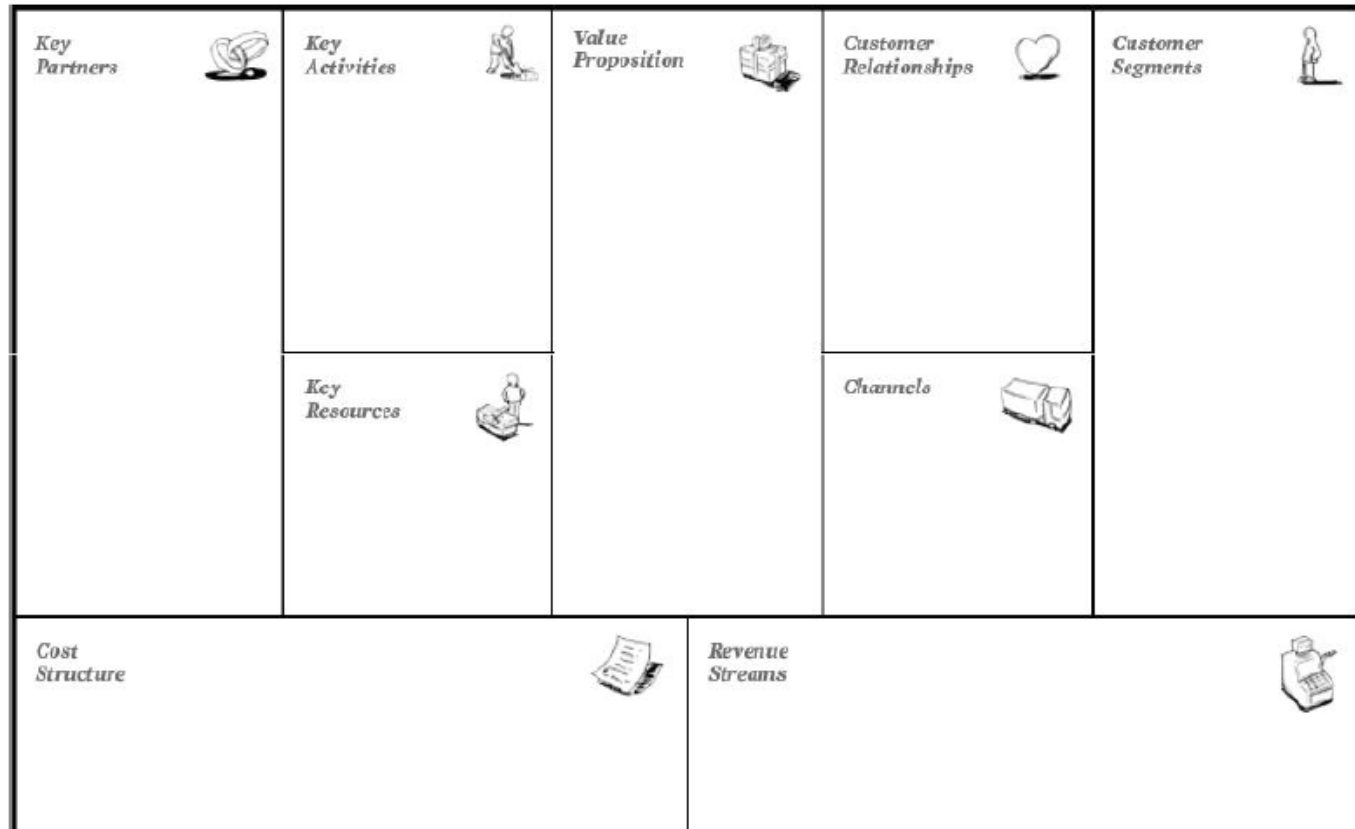 Key
Partners
Key
Activities
Value
Proposition
Customer
Relationships
Customer
Segments
Key
Resources
Channels
Cost
Structure
Revenue
Streams